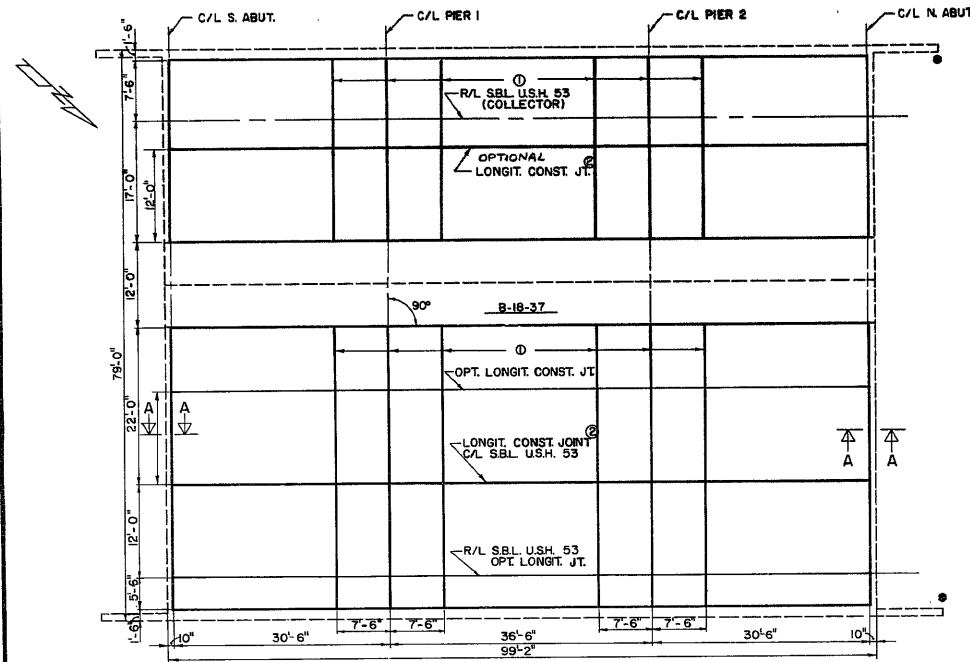 C/L S. ABUT.
C/L PIER 1
C/L PIER 2
C/L N. ABUT
1'-6"
7'-6"
①
R/L S.B.L. U.S.H. 53
(COLLECTOR)
OPTIONAL ②
LONGIT. CONST. JT.
17'-0"
12'-0"
12'-0"
90°
B-18-37
79'-0"
①
OPT. LONGIT. CONST. JT.
22'-0"
A A
②
LONGIT. CONST. JOINT
C/L S.B.L. U.S.H. 53
A A
12'-0"
R/L S.B.L. U.S.H. 53
OPT. LONGIT. JT.
5'-6"
1'-6"
7'-6" 7'-6" 7'-6" 7'-6"
10" 30'-6" 36'-6" 30'-6" 10"
99'-2"